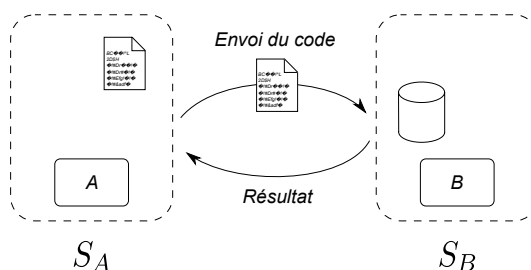 Envoi du code
A
B
Résultat
S_A
S_B